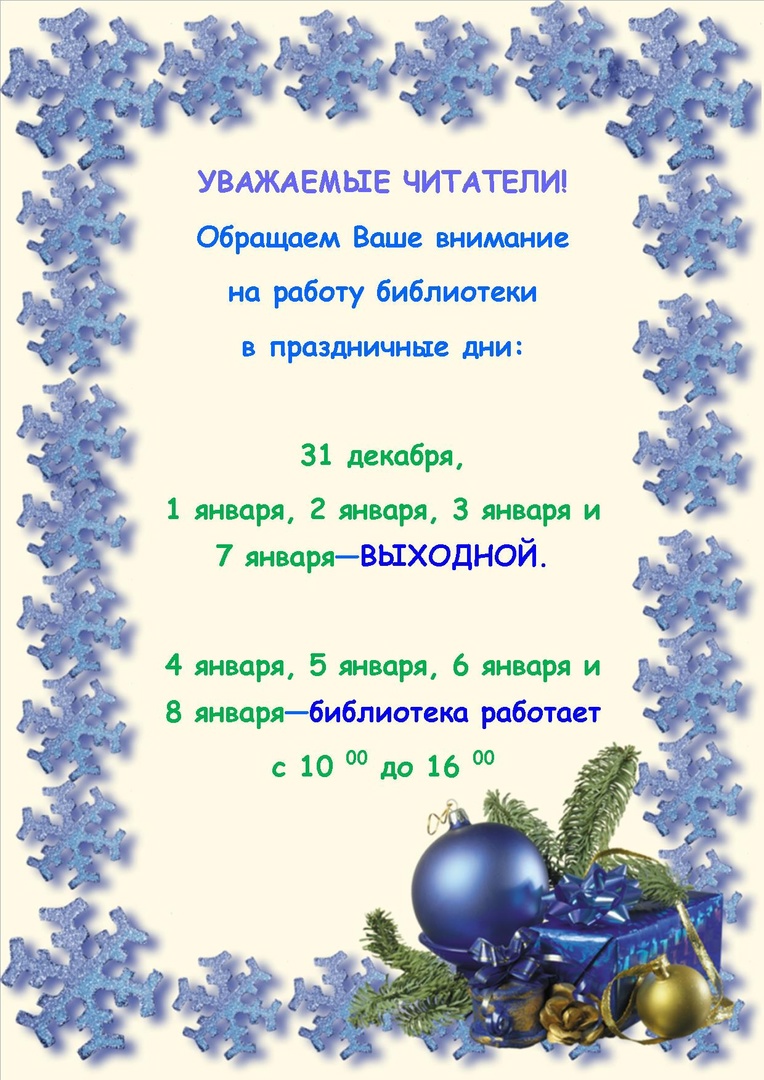 УВАЖАЕМЫЕ ЧИТАТЕЛИ!
Обращаем Ваше внимание
на работу библиотеки
в праздничные дни:
31 декабря,
1 января, 2 января, 3 января и
7 января—ВЫХОДНОЙ.
4 января, 5 января, 6 января и
8 января—библиотека работает
с 10 00 до 16 00